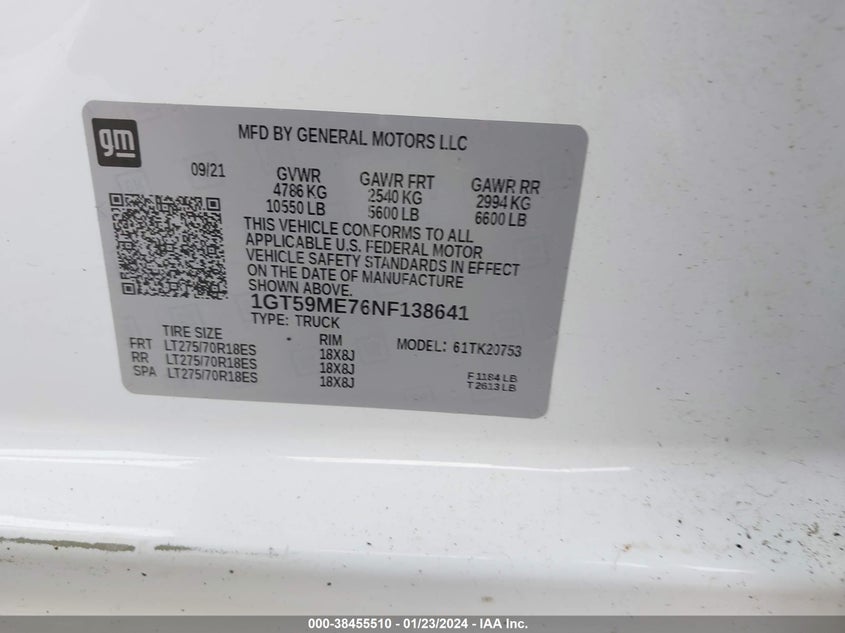 gm
MFD BY GENERAL MOTORS LLC
09/21
GVWR
4786 KG
10550 LB
GAWR FRT
2540 KG
5600 LB
GAWR RR
2994 KG
6600 LB
THIS VEHICLE CONFORMS TO ALL
APPLICABLE U.S. FEDERAL MOTOR
VEHICLE SAFETY STANDARDS IN EFFECT
ON THE DATE OF MANUFACTURE
SHOWN ABOVE.
1GT59ME76NF138641
TYPE: TRUCK
TIRE SIZE RIM MODEL: 61TK20753
FRT LT275/70R18ES 18X8J
RR LT275/70R18ES 18X8J
SPA LT275/70R18ES 18X8J
F 1184 LB
T 2613 LB
000-38455510 - 01/23/2024 - IAA Inc.